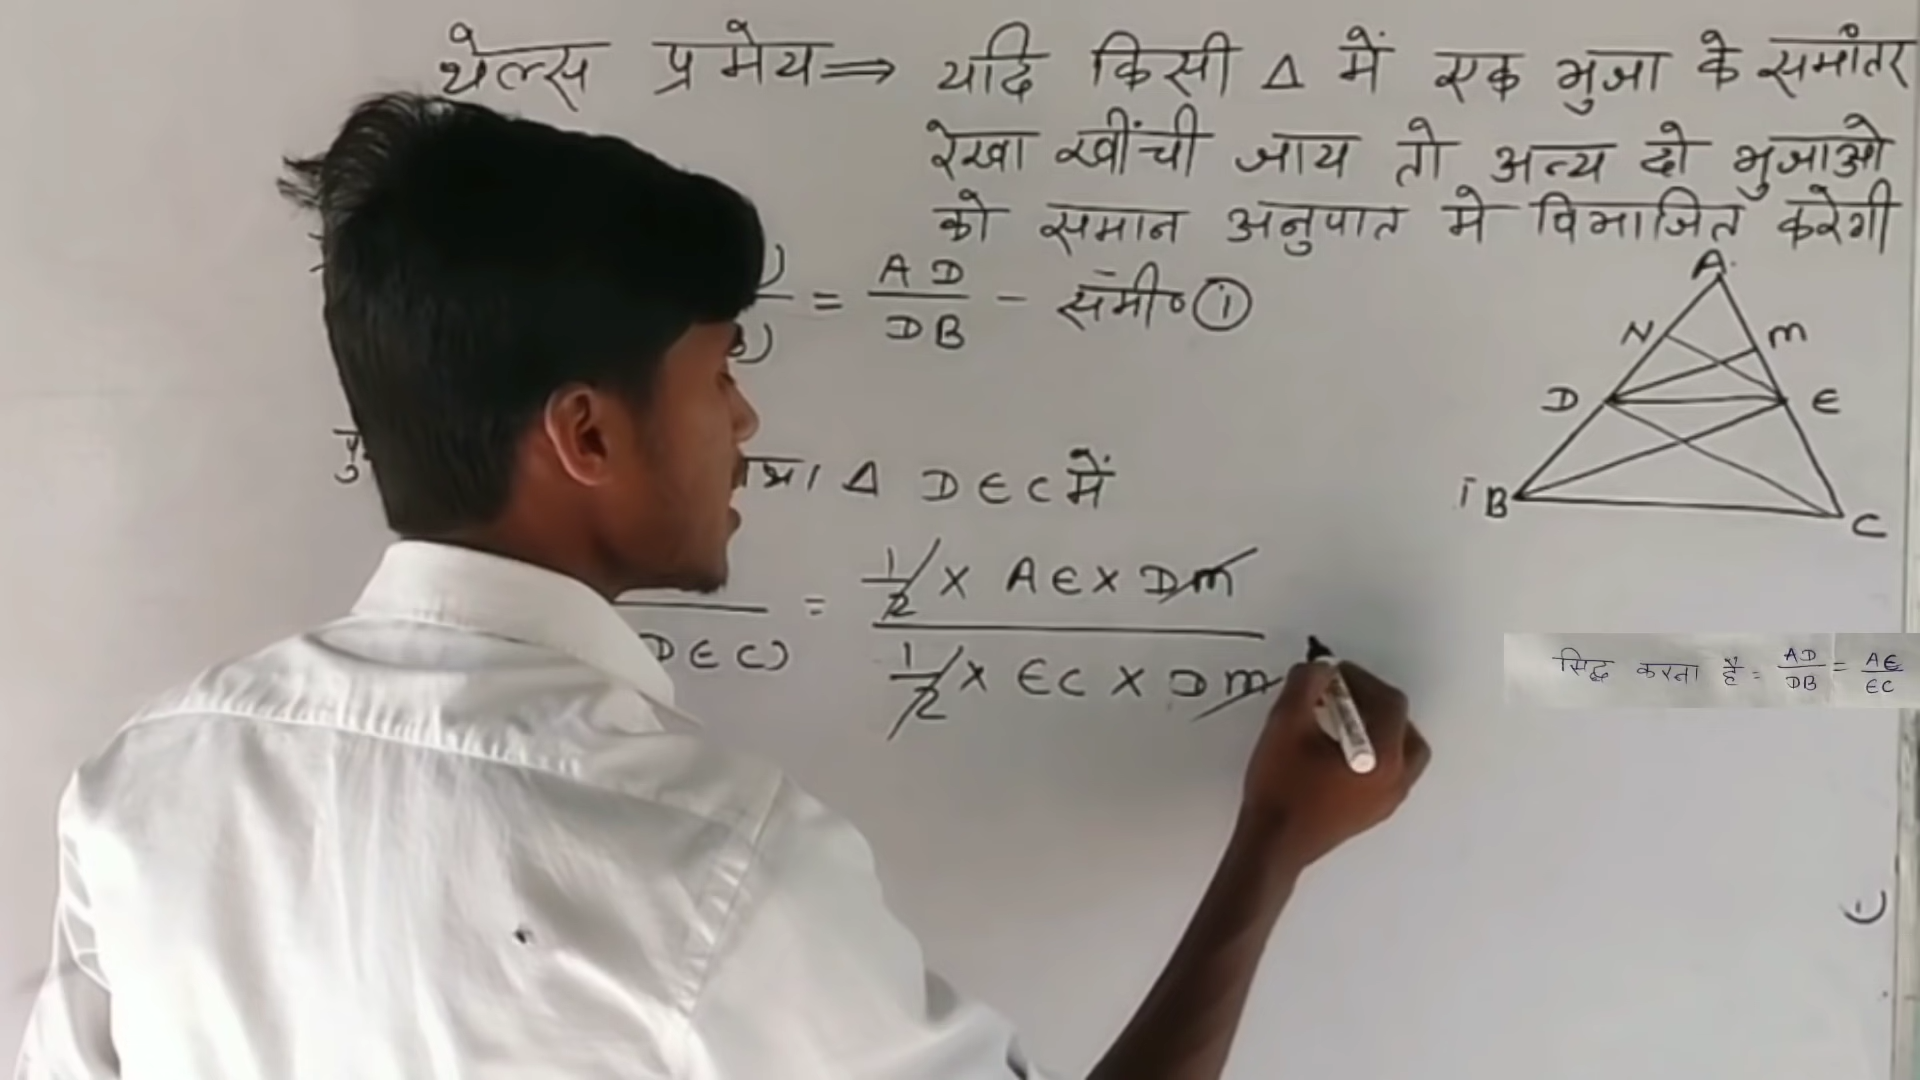 थेल्स प्रमेय ⇒ यदि किसी Δ में एक भुजा के समांतर
रेखा खींची जाय तो अन्य दो भुजाओ
को समान अनुपात मे विभाजित करेगी
= AD/DB - समी० ①
Δ DEC में
= 1/2 × AE × DM
DEC) 1/2 × EC × DM
A
N m
D E
B C
सिद्ध करना है = AD/DB = AE/EC